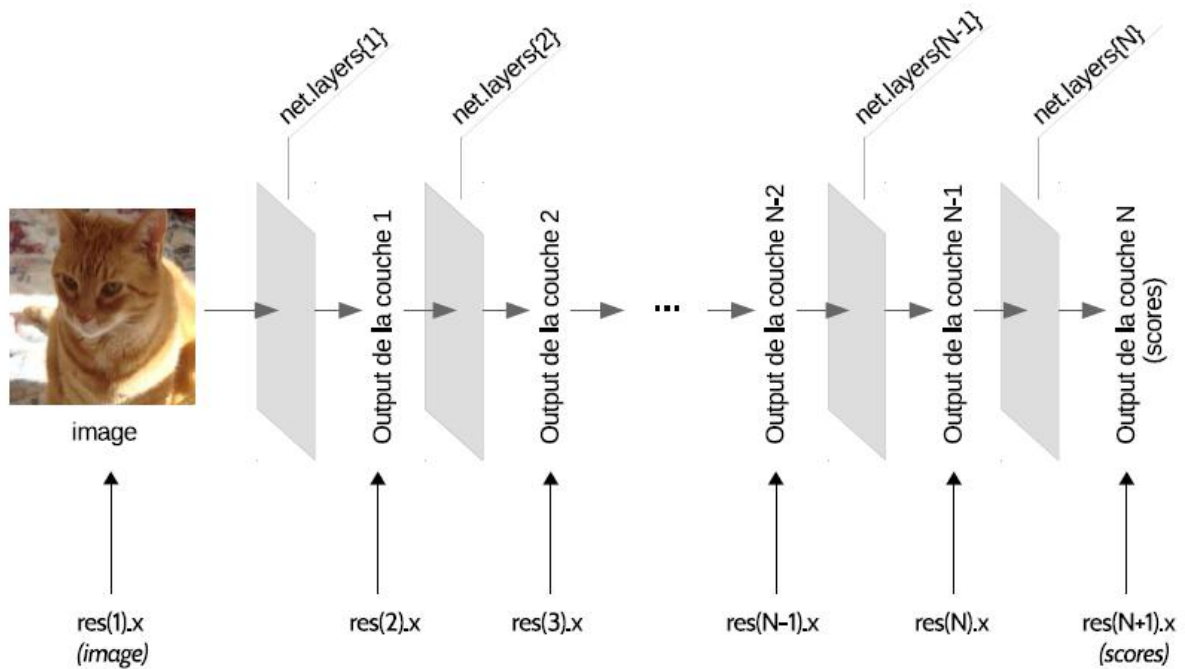 net.layers{1}
net.layers{2}
net.layers{N-1}
net.layers{N}
image
Output de la couche 1
Output de la couche 2
...
Output de la couche N-2
Output de la couche N-1
Output de la couche N
(scores)
res(1).x
(image)
res(2).x
res(3).x
res(N-1).x
res(N).x
res(N+1).x
(scores)